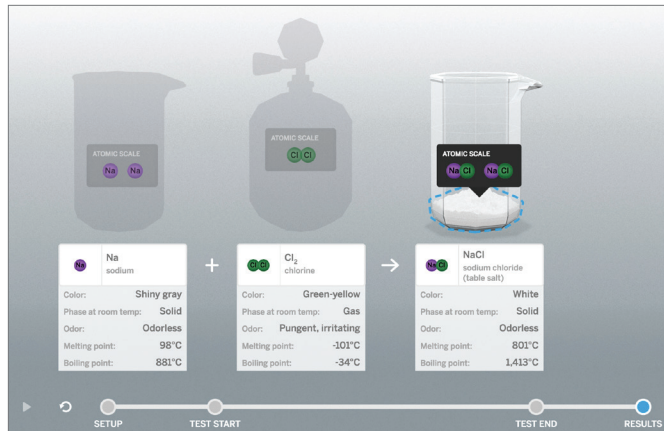 ATOMIC SCALE
Na Na
ATOMIC SCALE
Cl Cl
ATOMIC SCALE
Na Cl Na Cl
Na
Na
sodium
Color: Shiny gray
Phase at room temp: Solid
Odor: Odorless
Melting point: 98°C
Boiling point: 881°C
+
Cl Cl
Cl₂
chlorine
Color: Green-yellow
Phase at room temp: Gas
Odor: Pungent, irritating
Melting point: -101°C
Boiling point: -34°C
→
Na Cl
NaCl
sodium chloride
(table salt)
Color: White
Phase at room temp: Solid
Odor: Odorless
Melting point: 801°C
Boiling point: 1,413°C
SETUP
TEST START
TEST END
RESULTS